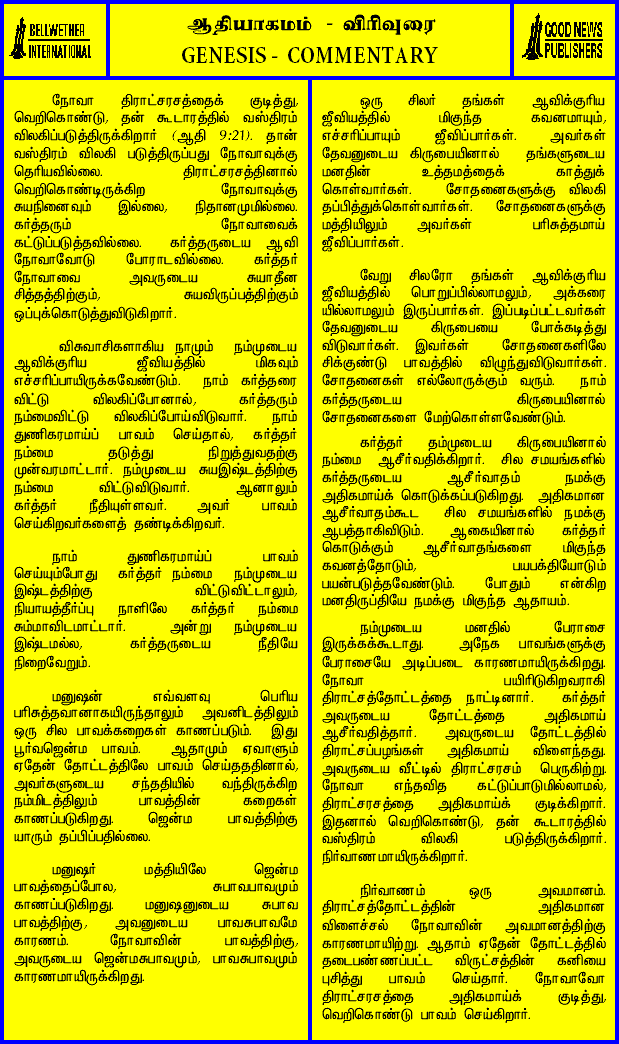 BELLWETHER
INTERNATIONAL
ஆதியாகமம் - விரிவுரை
GENESIS - COMMENTARY
GOOD NEWS
PUBLISHERS
நோவா திராட்சரசத்தைக் குடித்து,
வெறிகொண்டு, தன் கூடாரத்தில் வஸ்திரம்
விலகிப்படுத்திருக்கிறார் (ஆதி 9:21). தான்
வஸ்திரம் விலகி படுத்திருப்பது நோவாவுக்கு
தெரியவில்லை. திராட்சரசத்தினால்
வெறிகொண்டிருக்கிற நோவாவுக்கு
சுயநினைவும் இல்லை, நிதானமுமில்லை.
கர்த்தரும் நோவாவைக்
கட்டுப்படுத்தவில்லை. கர்த்தருடைய ஆவி
நோவாவோடு போராடவில்லை. கர்த்தர்
நோவாவை அவருடைய சுயாதீன
சித்தத்திற்கும், சுயவிருப்பத்திற்கும்
ஒப்புக்கொடுத்துவிடுகிறார்.
விசுவாசிகளாகிய நாமும் நம்முடைய
ஆவிக்குரிய ஜீவியத்தில் மிகவும்
எச்சரிப்பாயிருக்கவேண்டும். நாம் கர்த்தரை
விட்டு விலகிப்போனால், கர்த்தரும்
நம்மைவிட்டு விலகிப்போய்விடுவார். நாம்
துணிகரமாய்ப் பாவம் செய்தால், கர்த்தர்
நம்மை தடுத்து நிறுத்துவதற்கு
முன்வரமாட்டார். நம்முடைய சுயஇஷ்டத்திற்கு
நம்மை விட்டுவிடுவார். ஆனாலும்
கர்த்தர் நீதியுள்ளவர். அவர் பாவம்
செய்கிறவர்களைத் தண்டிக்கிறவர்.
நாம் துணிகரமாய்ப் பாவம்
செய்யும்போது கர்த்தர் நம்மை நம்முடைய
இஷ்டத்திற்கு விட்டுவிட்டாலும்,
நியாயத்தீர்ப்பு நாளிலே கர்த்தர் நம்மை
சும்மாவிடமாட்டார். அன்று நம்முடைய
இஷ்டமல்ல, கர்த்தருடைய நீதியே
நிறைவேறும்.
மனுஷன் எவ்வளவு பெரிய
பரிசுத்தவானாகயிருந்தாலும் அவனிடத்திலும்
ஒரு சில பாவக்கறைகள் காணப்படும். இது
பூர்வஜென்ம பாவம். ஆதாமும் ஏவாளும்
ஏதேன் தோட்டத்திலே பாவம் செய்ததினால்,
அவர்களுடைய சந்ததியில் வந்திருக்கிற
நம்மிடத்திலும் பாவத்தின் கறைகள்
காணப்படுகிறது. ஜென்ம பாவத்திற்கு
யாரும் தப்பிப்பதில்லை.
மனுஷர் மத்தியிலே ஜென்ம
பாவத்தைப்போல, சுபாவபாவமும்
காணப்படுகிறது. மனுஷனுடைய சுபாவ
பாவத்திற்கு, அவனுடைய பாவசுபாவமே
காரணம். நோவாவின் பாவத்திற்கு,
அவருடைய ஜென்மசுபாவமும், பாவசுபாவமும்
காரணமாயிருக்கிறது.
ஒரு சிலர் தங்கள் ஆவிக்குரிய
ஜீவியத்தில் மிகுந்த கவனமாயும்,
எச்சரிப்பாயும் ஜீவிப்பார்கள். அவர்கள்
தேவனுடைய கிருபையினால் தங்களுடைய
மனதின் உத்தமத்தைக் காத்துக்
கொள்வார்கள். சோதனைகளுக்கு விலகி
தப்பித்துக்கொள்வார்கள். சோதனைகளுக்கு
மத்தியிலும் அவர்கள் பரிசுத்தமாய்
ஜீவிப்பார்கள்.
வேறு சிலரோ தங்கள் ஆவிக்குரிய
ஜீவியத்தில் பொறுப்பில்லாமலும், அக்கரை
யில்லாமலும் இருப்பார்கள். இப்படிப்பட்டவர்கள்
தேவனுடைய கிருபையை போக்கடித்து
விடுவார்கள். இவர்கள் சோதனைகளிலே
சிக்குண்டு பாவத்தில் விழுந்துவிடுவார்கள்.
சோதனைகள் எல்லோருக்கும் வரும். நாம்
கர்த்தருடைய கிருபையினால்
சோதனைகளை மேற்கொள்ளவேண்டும்.
கர்த்தர் தம்முடைய கிருபையினால்
நம்மை ஆசீர்வதிக்கிறார். சில சமயங்களில்
கர்த்தருடைய ஆசீர்வாதம் நமக்கு
அதிகமாய்க் கொடுக்கப்படுகிறது. அதிகமான
ஆசீர்வாதம்கூட சில சமயங்களில் நமக்கு
ஆபத்தாகிவிடும். ஆகையினால் கர்த்தர்
கொடுக்கும் ஆசீர்வாதங்களை மிகுந்த
கவனத்தோடும், பயபக்தியோடும்
பயன்படுத்தவேண்டும். போதும் என்கிற
மனதிருப்தியே நமக்கு மிகுந்த ஆதாயம்.
நம்முடைய மனதில் பேராசை
இருக்கக்கூடாது. அநேக பாவங்களுக்கு
பேராசையே அடிப்படை காரணமாயிருக்கிறது.
நோவா பயிரிடுகிறவராகி
திராட்சத்தோட்டத்தை நாட்டினார். கர்த்தர்
அவருடைய தோட்டத்தை அதிகமாய்
ஆசீர்வதித்தார். அவருடைய தோட்டத்தில்
திராட்சப்பழங்கள் அதிகமாய் விளைந்தது.
அவருடைய வீட்டில் திராட்சரசம் பெருகிற்று.
நோவா எந்தவித கட்டுப்பாடுமில்லாமல்,
திராட்சரசத்தை அதிகமாய்க் குடிக்கிறார்.
இதனால் வெறிகொண்டு, தன் கூடாரத்தில்
வஸ்திரம் விலகி படுத்திருக்கிறார்.
நிர்வாணமாயிருக்கிறார்.
நிர்வாணம் ஒரு அவமானம்.
திராட்சத்தோட்டத்தின் அதிகமான
விளைச்சல் நோவாவின் அவமானத்திற்கு
காரணமாயிற்று. ஆதாம் ஏதேன் தோட்டத்தில்
தடைபண்ணப்பட்ட விருட்சத்தின் கனியை
புசித்து பாவம் செய்தார். நோவாவோ
திராட்சரசத்தை அதிகமாய்க் குடித்து,
வெறிகொண்டு பாவம் செய்கிறார்.